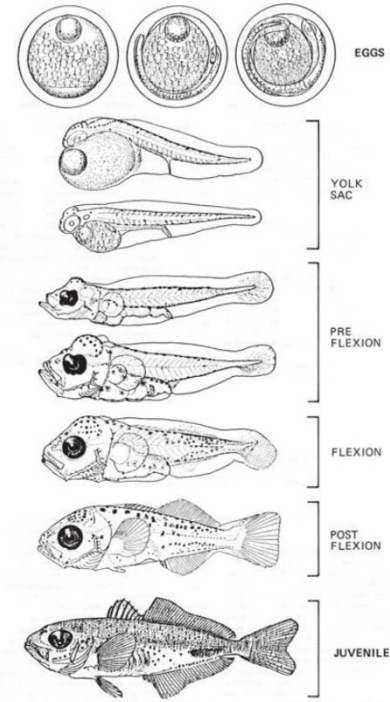 EGGS
YOLK
SAC
PRE
FLEXION
FLEXION
POST
FLEXION
JUVENILE